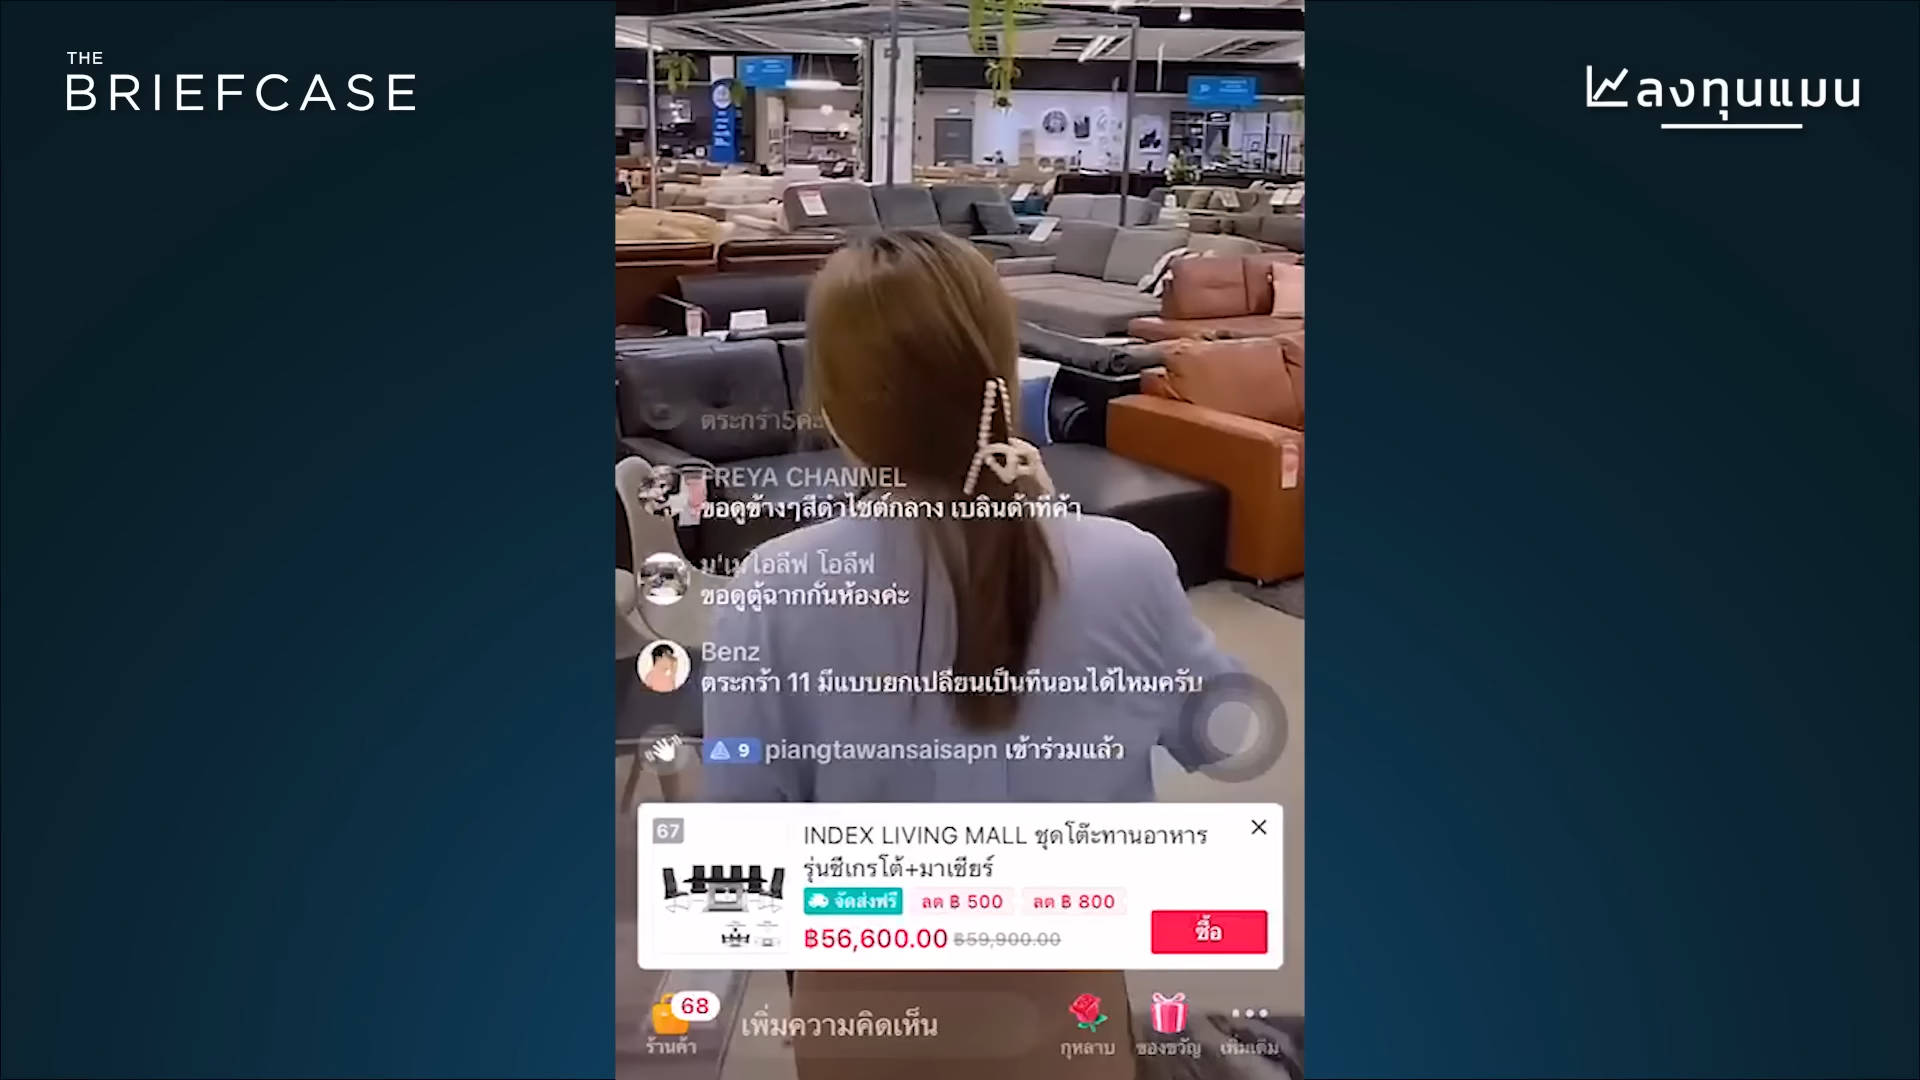 THE
BRIEFCASE
ลงทุนแมน
ตระกร้า5ค่ะ
FREYA CHANNEL
ขอดูข้างๆสีดำไซต์กลาง เบลินด้าทีค้า
ม'เมโอลีฟ โอลีฟ
ขอดูตู้ฉากกั้นห้องค่ะ
Benz
ตระกร้า 11 มีแบบยกเปลี่ยนเป็นที่นอนได้ไหมครับ
9 piangtawansaisapn เข้าร่วมแล้ว
67
INDEX LIVING MALL ชุดโต๊ะทานอาหาร
รุ่นซีเกรโต้+มาเซียร์
จัดส่งฟรี ลด ฿ 500 ลด ฿ 800
฿56,600.00 ฿59,900.00
ซื้อ
68
ร้านค้า
เพิ่มความคิดเห็น
กุหลาบ
ของขวัญ
เพิ่มเติม